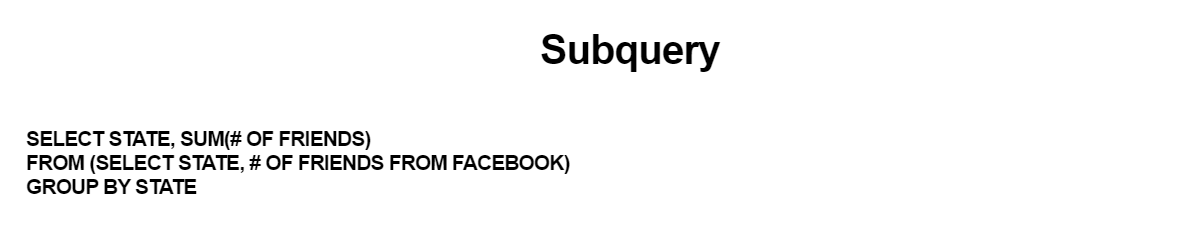 Subquery
SELECT STATE, SUM(# OF FRIENDS)
FROM (SELECT STATE, # OF FRIENDS FROM FACEBOOK)
GROUP BY STATE